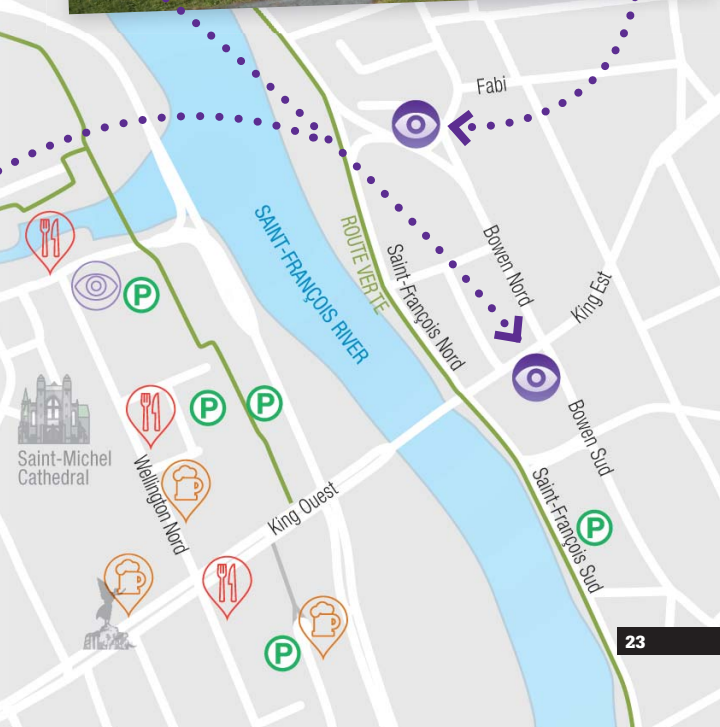 Fabi
Bowen Nord
King Est
SAINT-FRANÇOIS RIVER
ROUTE VERTE
Saint-François Nord
P
P
P
Saint-Michel
Cathedral
Wellington Nord
King Ouest
Bowen Sud
Saint-François Sud
P
P
23